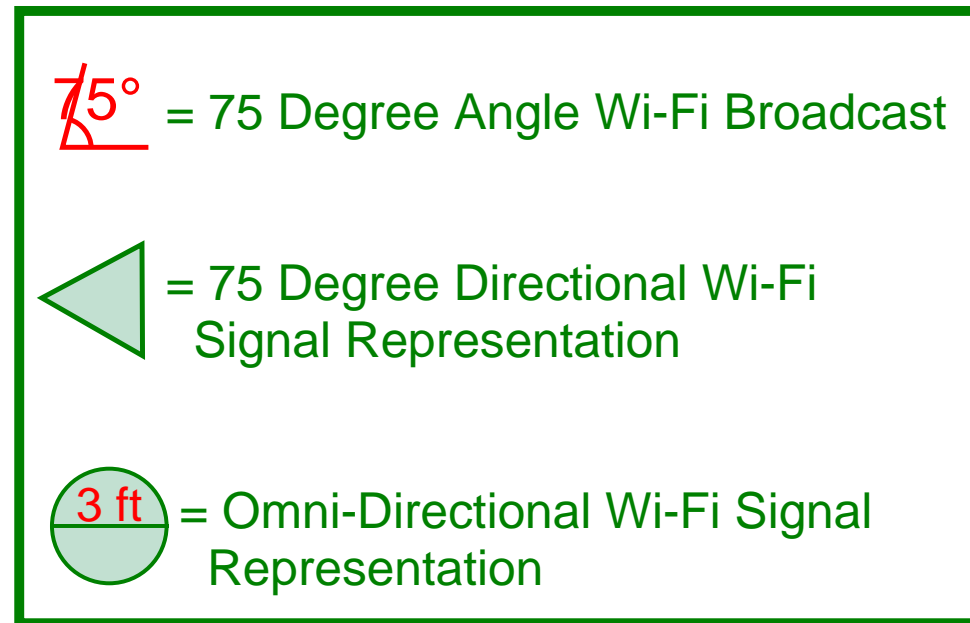 75° = 75 Degree Angle Wi-Fi Broadcast
= 75 Degree Directional Wi-Fi
Signal Representation
3 ft = Omni-Directional Wi-Fi Signal
Representation